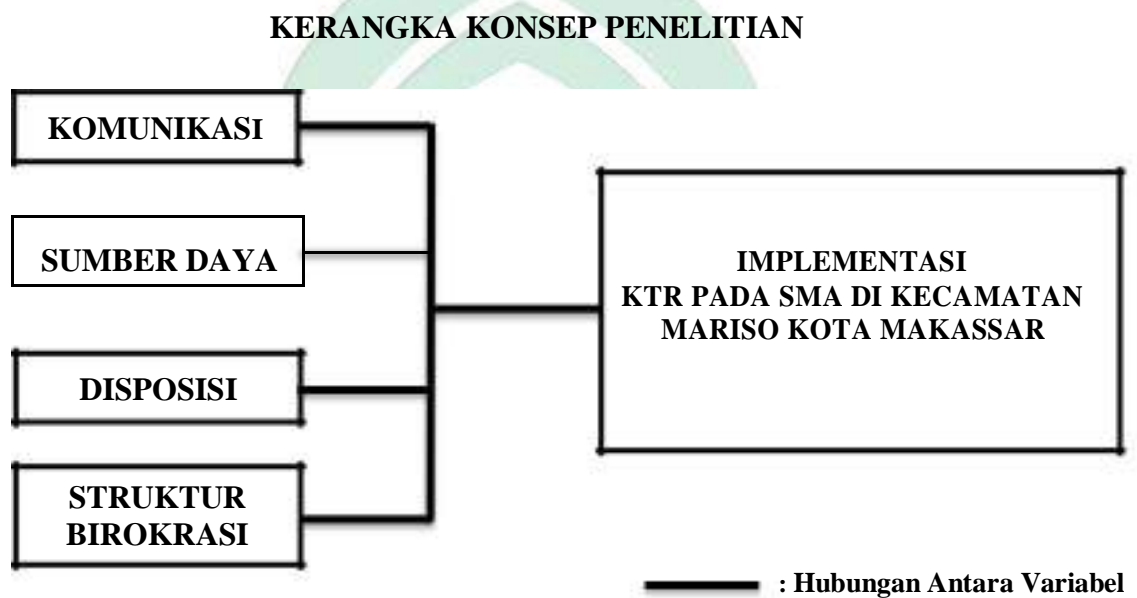 KERANGKA KONSEP PENELITIAN
KOMUNIKASI
SUMBER DAYA
DISPOSISI
STRUKTUR
BIROKRASI
IMPLEMENTASI
KTR PADA SMA DI KECAMATAN
MARISO KOTA MAKASSAR
: Hubungan Antara Variabel